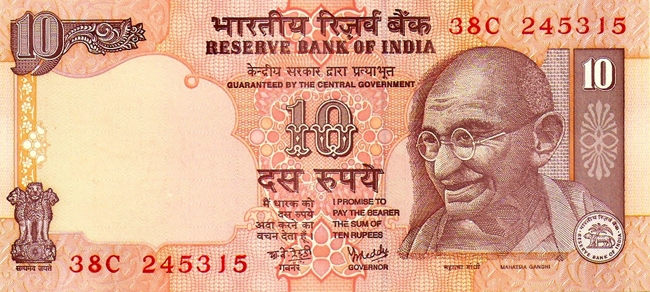 10
भारतीय रिज़र्व बैंक
38C 245315
RESERVE BANK OF INDIA
केन्द्रीय सरकार द्वारा प्रत्याभूत
GUARANTEED BY THE CENTRAL GOVERNMENT
10
10
दस रुपये
मैं धारक को
दस रुपये
अदा करने का
वचन देता हूँ
I PROMISE TO
PAY THE BEARER
THE SUM OF
TEN RUPEES
गवर्नर
GOVERNOR
सत्यमेव जयते
38C 245315
महात्मा गांधी
MAHATMA GANDHI
भारतीय रिज़र्व बैंक
RESERVE BANK OF INDIA